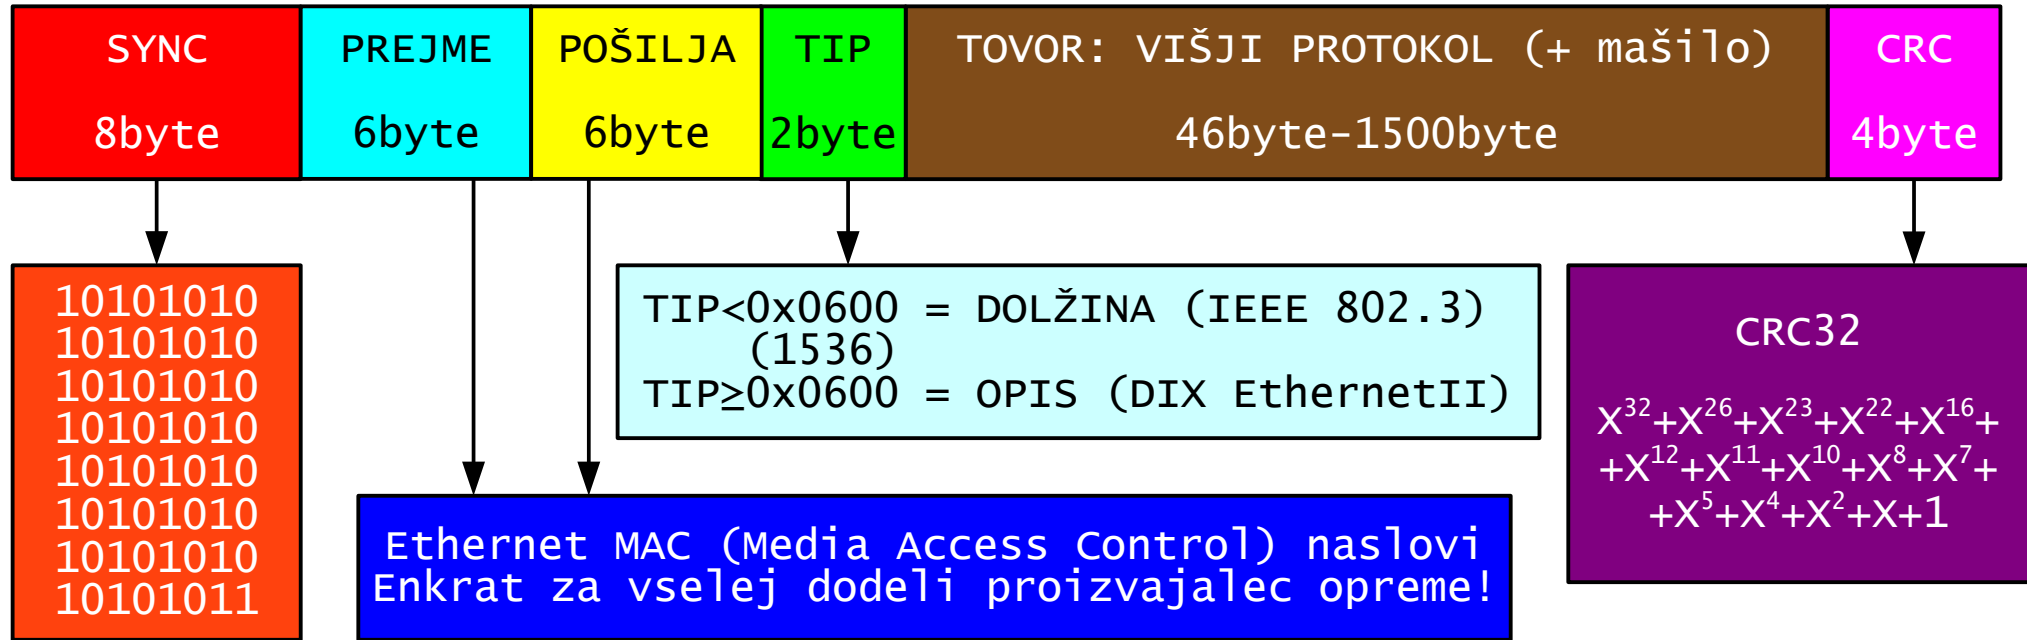 SYNC
8byte
PREJME
6byte
POŠILJA
6byte
TIP
2byte
TOVOR: VIŠJI PROTOKOL (+ mašilo)
46byte-1500byte
CRC
4byte
10101010
10101010
10101010
10101010
10101010
10101010
10101010
10101011
TIP<0x0600 = DOLŽINA (IEEE 802.3)
(1536)
TIP≥0x0600 = OPIS (DIX EthernetII)
Ethernet MAC (Media Access Control) naslovi
Enkrat za vselej dodeli proizvajalec opreme!
CRC32
X³²+X²⁶+X²³+X²²+X¹⁶+
+X¹²+X¹¹+X¹⁰+X⁸+X⁷+
+X⁵+X⁴+X²+X+1